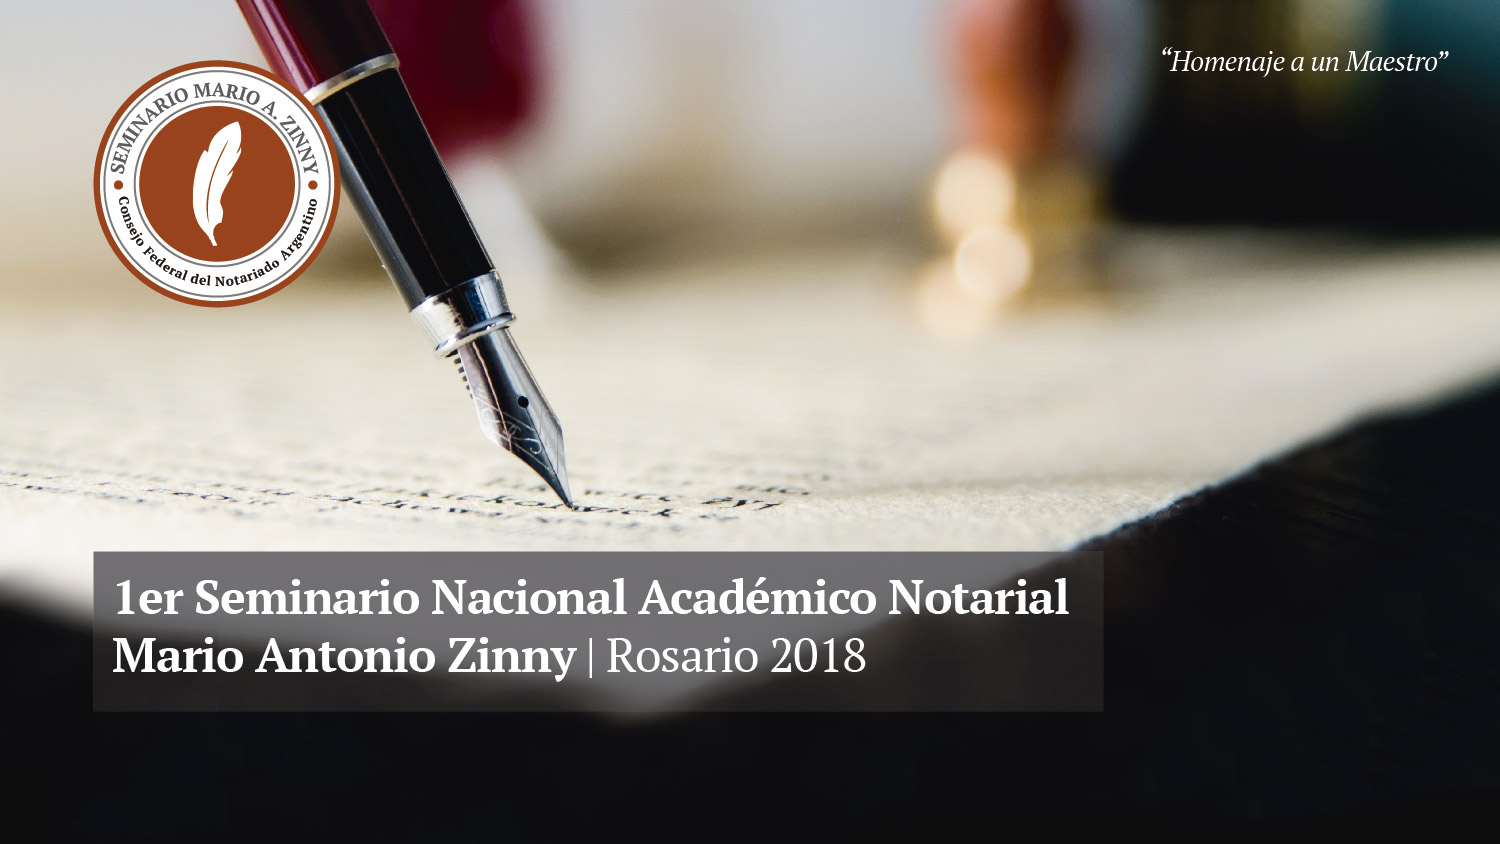 SEMINARIO MARIO A. ZINNY
Consejo Federal del Notariado Argentino
“Homenaje a un Maestro”
1er Seminario Nacional Académico Notarial
Mario Antonio Zinny | Rosario 2018